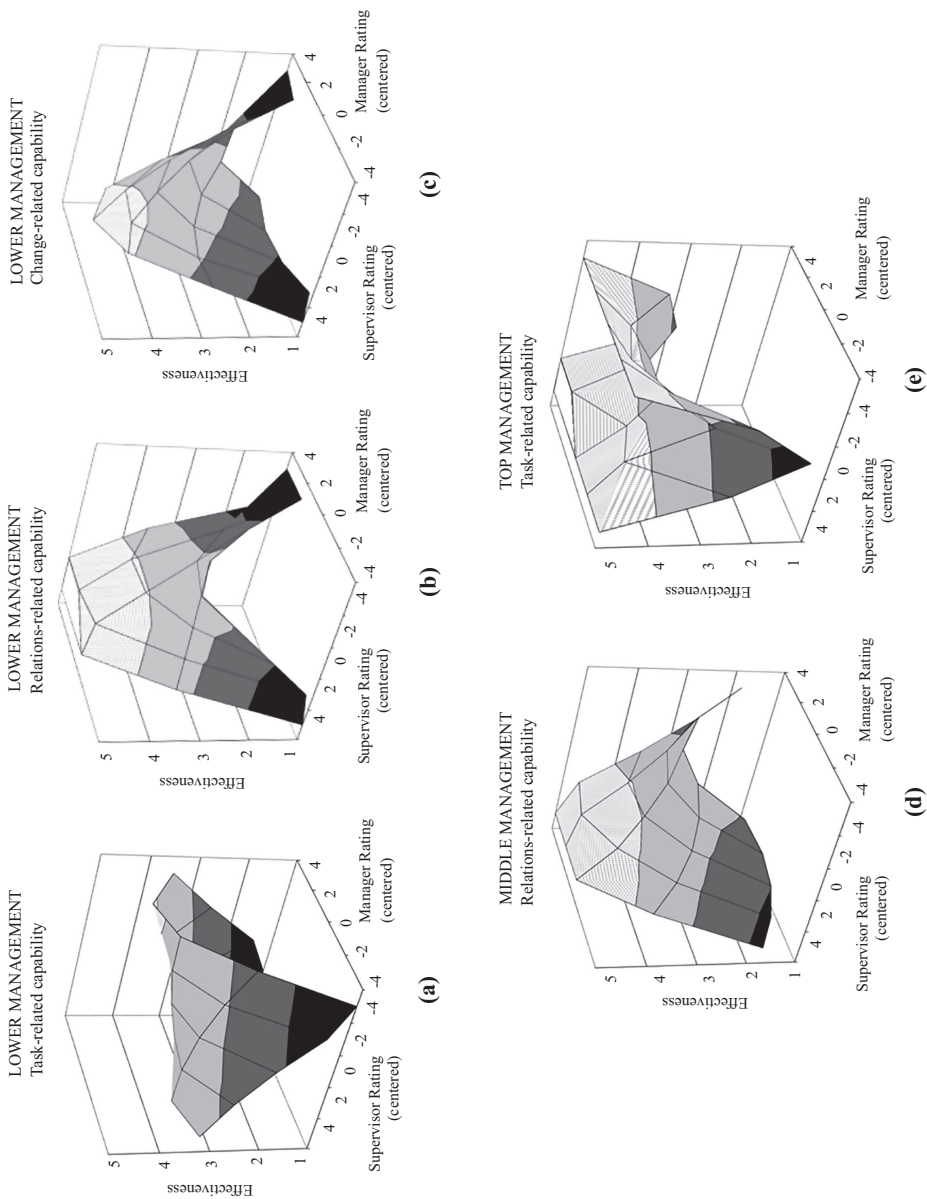 LOWER MANAGEMENT
Task-related capability
5
4
3
2
1
Effectiveness
4
2
0
-2
-4
Supervisor Rating
(centered)
-4
-2
0
2
4
Manager Rating
(centered)
(a)
LOWER MANAGEMENT
Relations-related capability
5
4
3
2
1
Effectiveness
4
2
0
-2
-4
Supervisor Rating
(centered)
-4
-2
0
2
4
Manager Rating
(centered)
(b)
LOWER MANAGEMENT
Change-related capability
5
4
3
2
1
Effectiveness
4
2
0
-2
-4
Supervisor Rating
(centered)
-4
-2
0
2
4
Manager Rating
(centered)
(c)
MIDDLE MANAGEMENT
Relations-related capability
5
4
3
2
1
Effectiveness
4
2
0
-2
-4
Supervisor Rating
(centered)
-4
-2
0
2
4
Manager Rating
(centered)
(d)
TOP MANAGEMENT
Task-related capability
5
4
3
2
1
Effectiveness
4
2
0
-2
-4
Supervisor Rating
(centered)
-4
-2
0
2
4
Manager Rating
(centered)
(e)